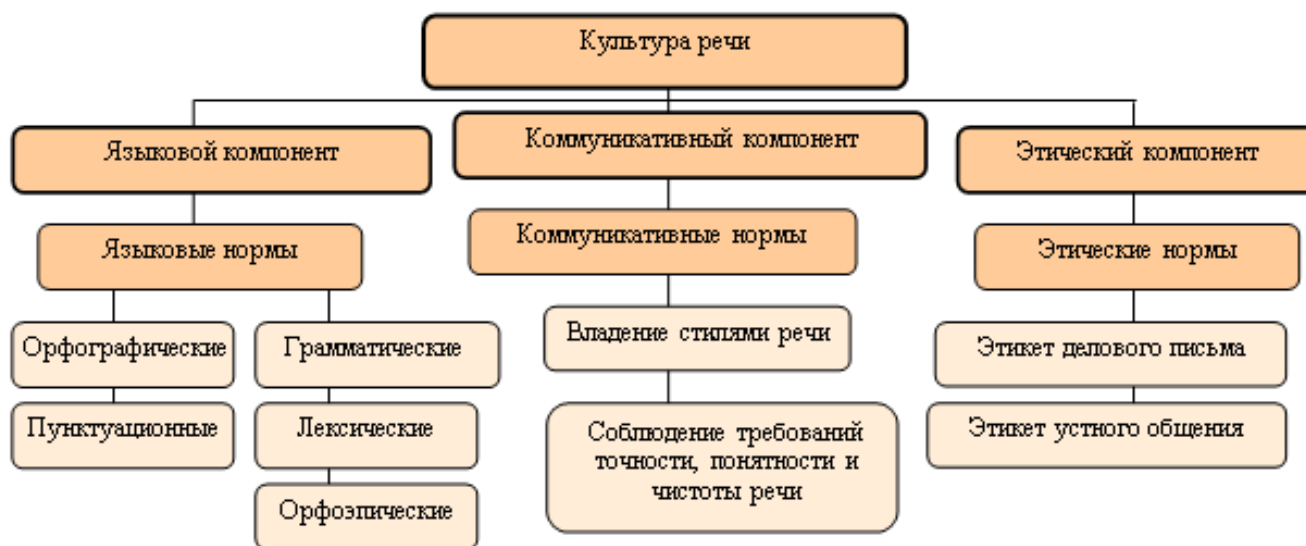 Культура речи
Языковой компонент
Коммуникативный компонент
Этический компонент
Языковые нормы
Коммуникативные нормы
Этические нормы
Орфографические
Грамматические
Владение стилями речи
Этикет делового письма
Пунктуационные
Лексические
Соблюдение требований
точности, понятности и
чистоты речи
Этикет устного общения
Орфоэпические